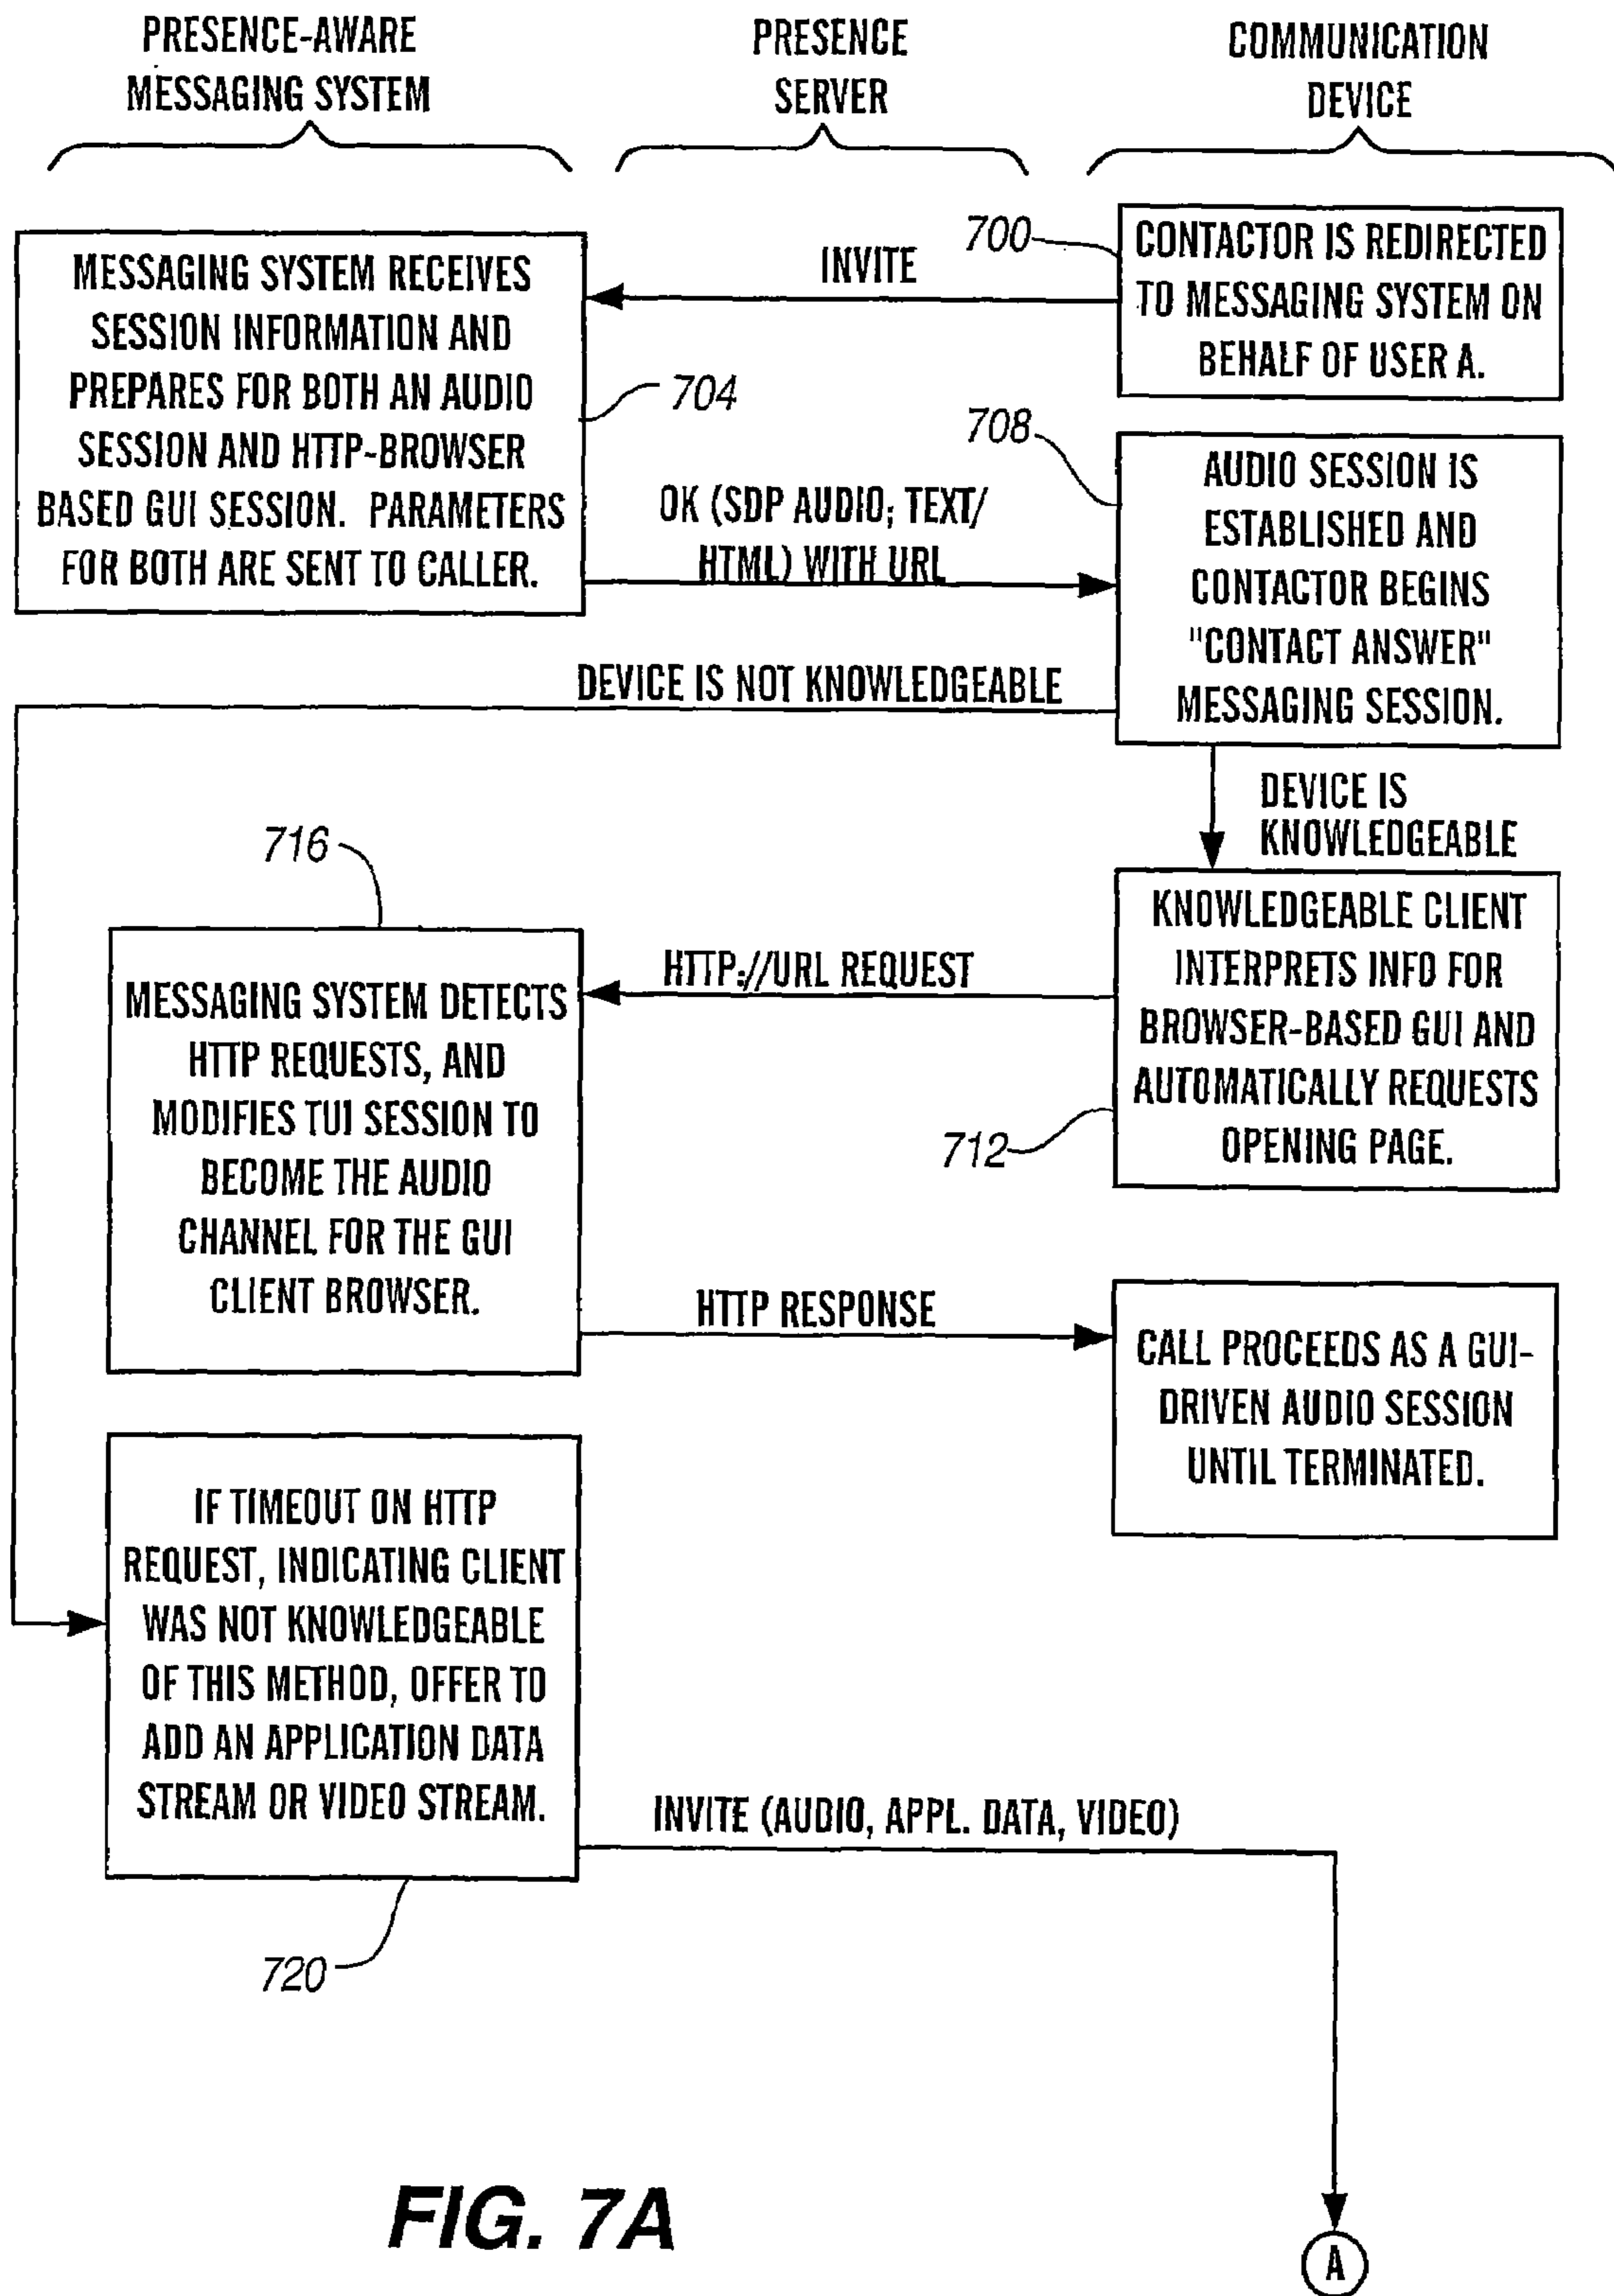 PRESENCE-AWARE
MESSAGING SYSTEM
PRESENCE
SERVER
COMMUNICATION
DEVICE
700
CONTACTOR IS REDIRECTED
TO MESSAGING SYSTEM ON
BEHALF OF USER A.
INVITE
MESSAGING SYSTEM RECEIVES
SESSION INFORMATION AND
PREPARES FOR BOTH AN AUDIO
SESSION AND HTTP-BROWSER
BASED GUI SESSION. PARAMETERS
FOR BOTH ARE SENT TO CALLER.
704
OK (SDP AUDIO; TEXT/
HTML) WITH URL
708
AUDIO SESSION IS
ESTABLISHED AND
CONTACTOR BEGINS
"CONTACT ANSWER"
MESSAGING SESSION.
DEVICE IS NOT KNOWLEDGEABLE
DEVICE IS
KNOWLEDGEABLE
KNOWLEDGEABLE CLIENT
INTERPRETS INFO FOR
BROWSER-BASED GUI AND
AUTOMATICALLY REQUESTS
OPENING PAGE.
712
HTTP://URL REQUEST
716
MESSAGING SYSTEM DETECTS
HTTP REQUESTS, AND
MODIFIES TUI SESSION TO
BECOME THE AUDIO
CHANNEL FOR THE GUI
CLIENT BROWSER.
HTTP RESPONSE
CALL PROCEEDS AS A GUI-
DRIVEN AUDIO SESSION
UNTIL TERMINATED.
IF TIMEOUT ON HTTP
REQUEST, INDICATING CLIENT
WAS NOT KNOWLEDGEABLE
OF THIS METHOD, OFFER TO
ADD AN APPLICATION DATA
STREAM OR VIDEO STREAM.
720
INVITE (AUDIO, APPL. DATA, VIDEO)
A
FIG. 7A